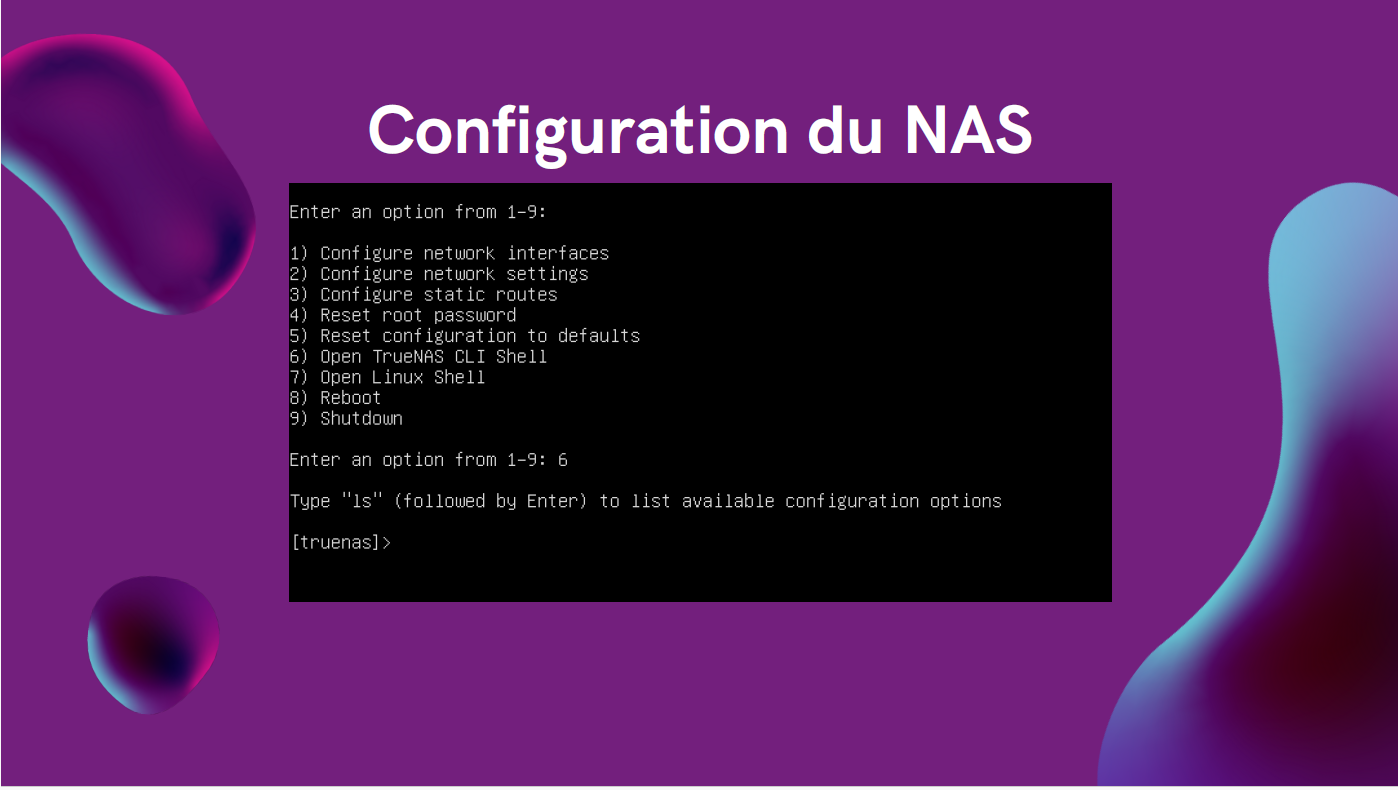 Configuration du NAS
Enter an option from 1-9:
1) Configure network interfaces
2) Configure network settings
3) Configure static routes
4) Reset root password
5) Reset configuration to defaults
6) Open TrueNAS CLI Shell
7) Open Linux Shell
8) Reboot
9) Shutdown
Enter an option from 1-9: 6
Type "ls" (followed by Enter) to list available configuration options
[truenas]>